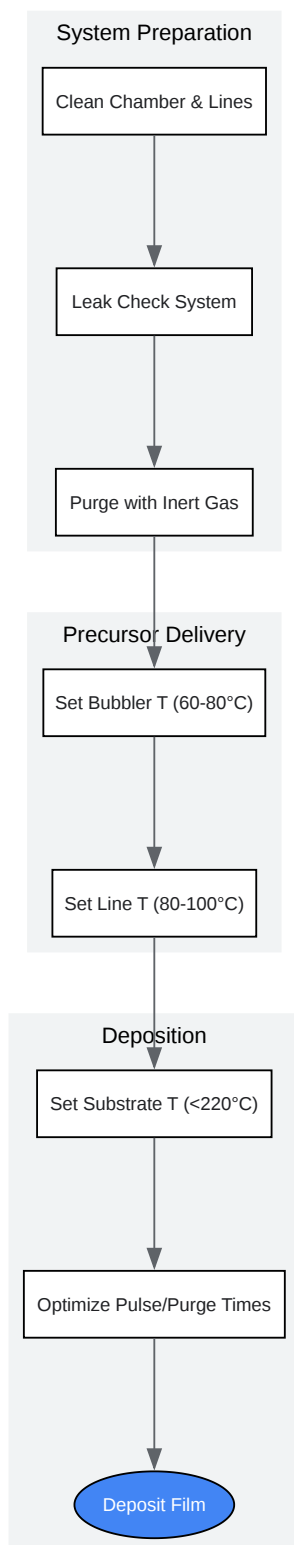 System Preparation
Clean Chamber & Lines
Leak Check System
Purge with Inert Gas
Precursor Delivery
Set Bubbler T (60-80°C)
Set Line T (80-100°C)
Deposition
Set Substrate T (<220°C)
Optimize Pulse/Purge Times
Deposit Film